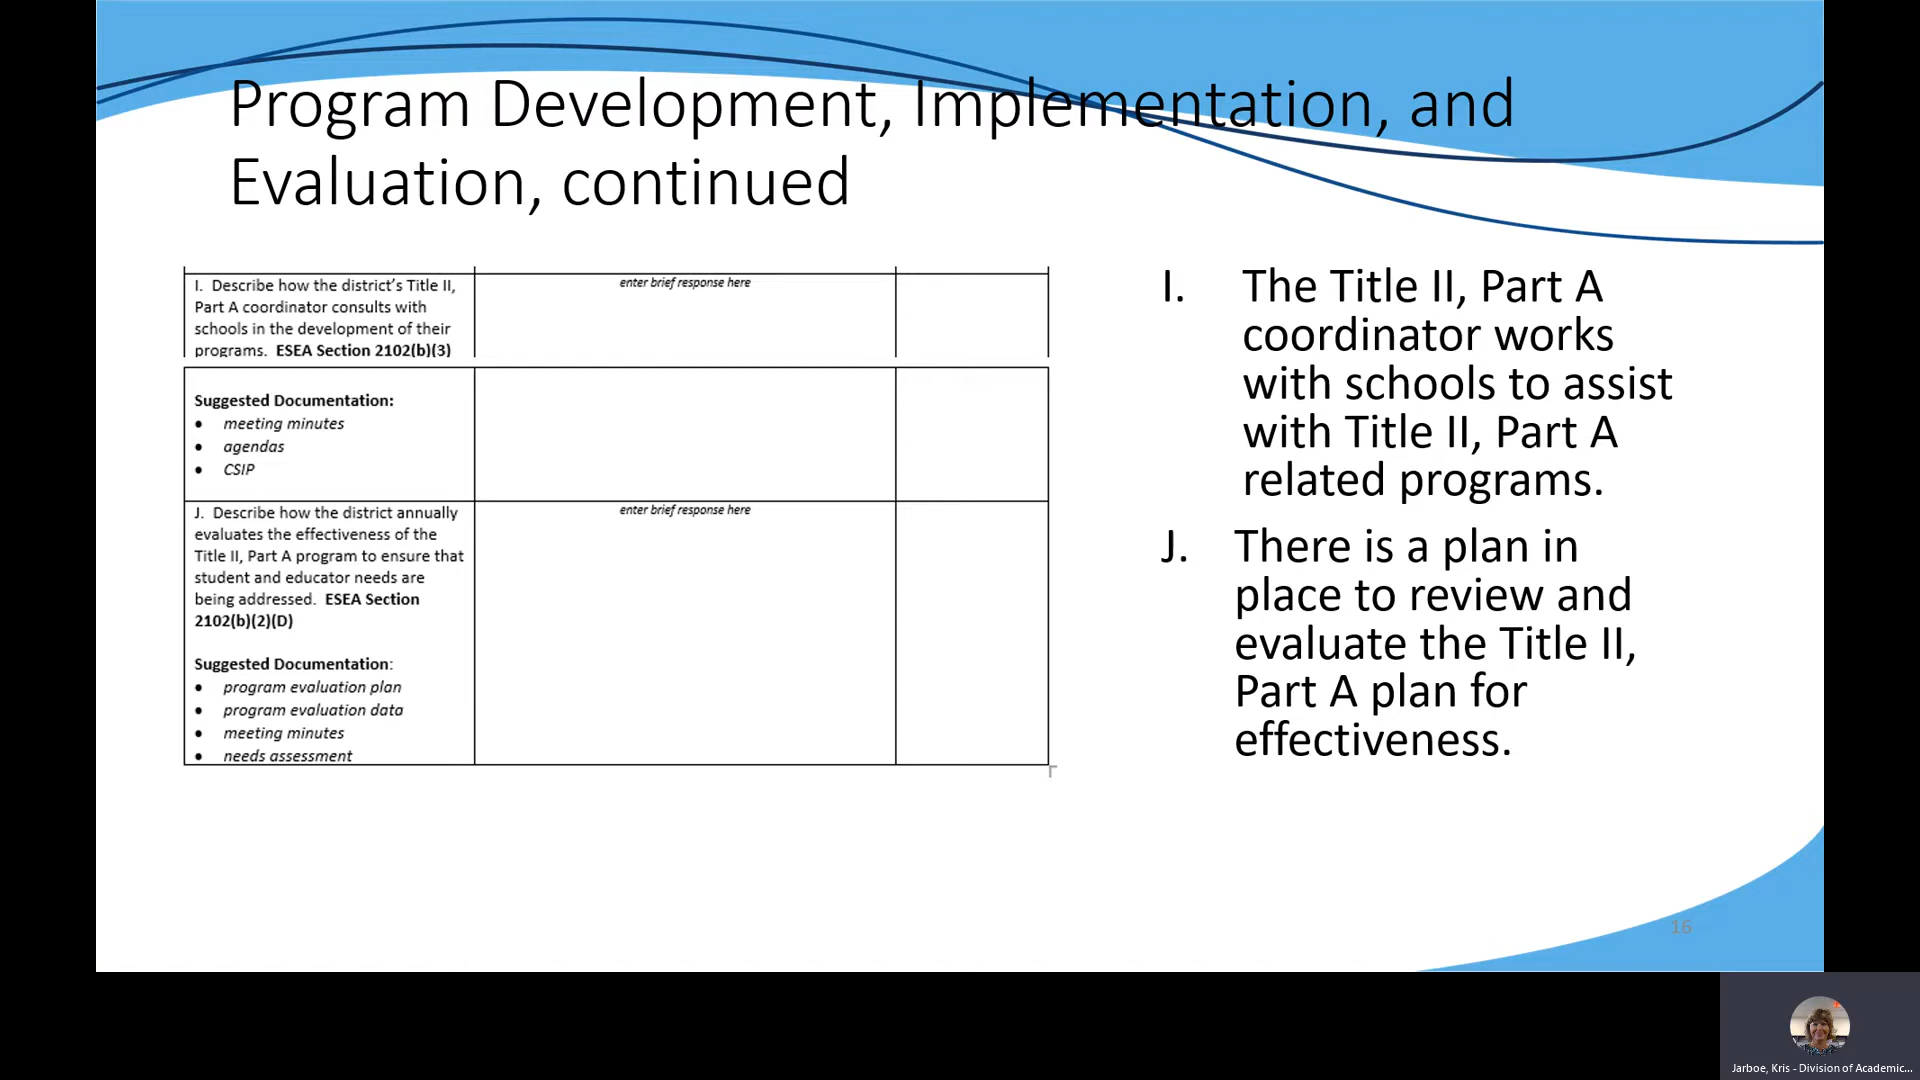 Program Development, Implementation, and
Evaluation, continued
I. Describe how the district's Title II,
Part A coordinator consults with
schools in the development of their
programs. ESEA Section 2102(b)(3)
enter brief response here
Suggested Documentation:
• meeting minutes
• agendas
• CSIP
J. Describe how the district annually
evaluates the effectiveness of the
Title II, Part A program to ensure that
student and educator needs are
being addressed. ESEA Section
2102(b)(2)(D)
enter brief response here
Suggested Documentation:
• program evaluation plan
• program evaluation data
• meeting minutes
• needs assessment
I. The Title II, Part A
coordinator works
with schools to assist
with Title II, Part A
related programs.
J. There is a plan in
place to review and
evaluate the Title II,
Part A plan for
effectiveness.
16
Jarboe, Kris - Division of Academic...